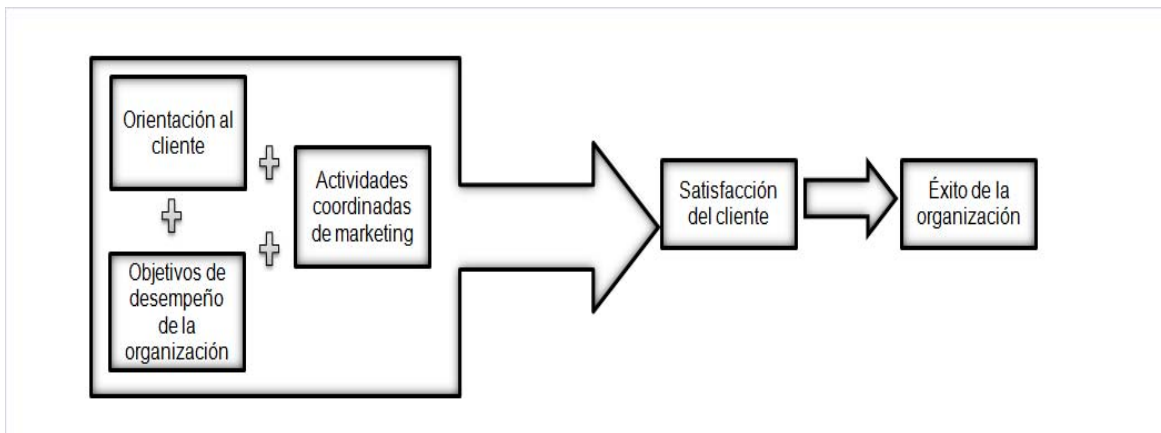 Orientación al
cliente
Objetivos de
desempeño
de la
organización
Actividades
coordinadas
de marketing
Satisfacción
del cliente
Éxito de la
organización